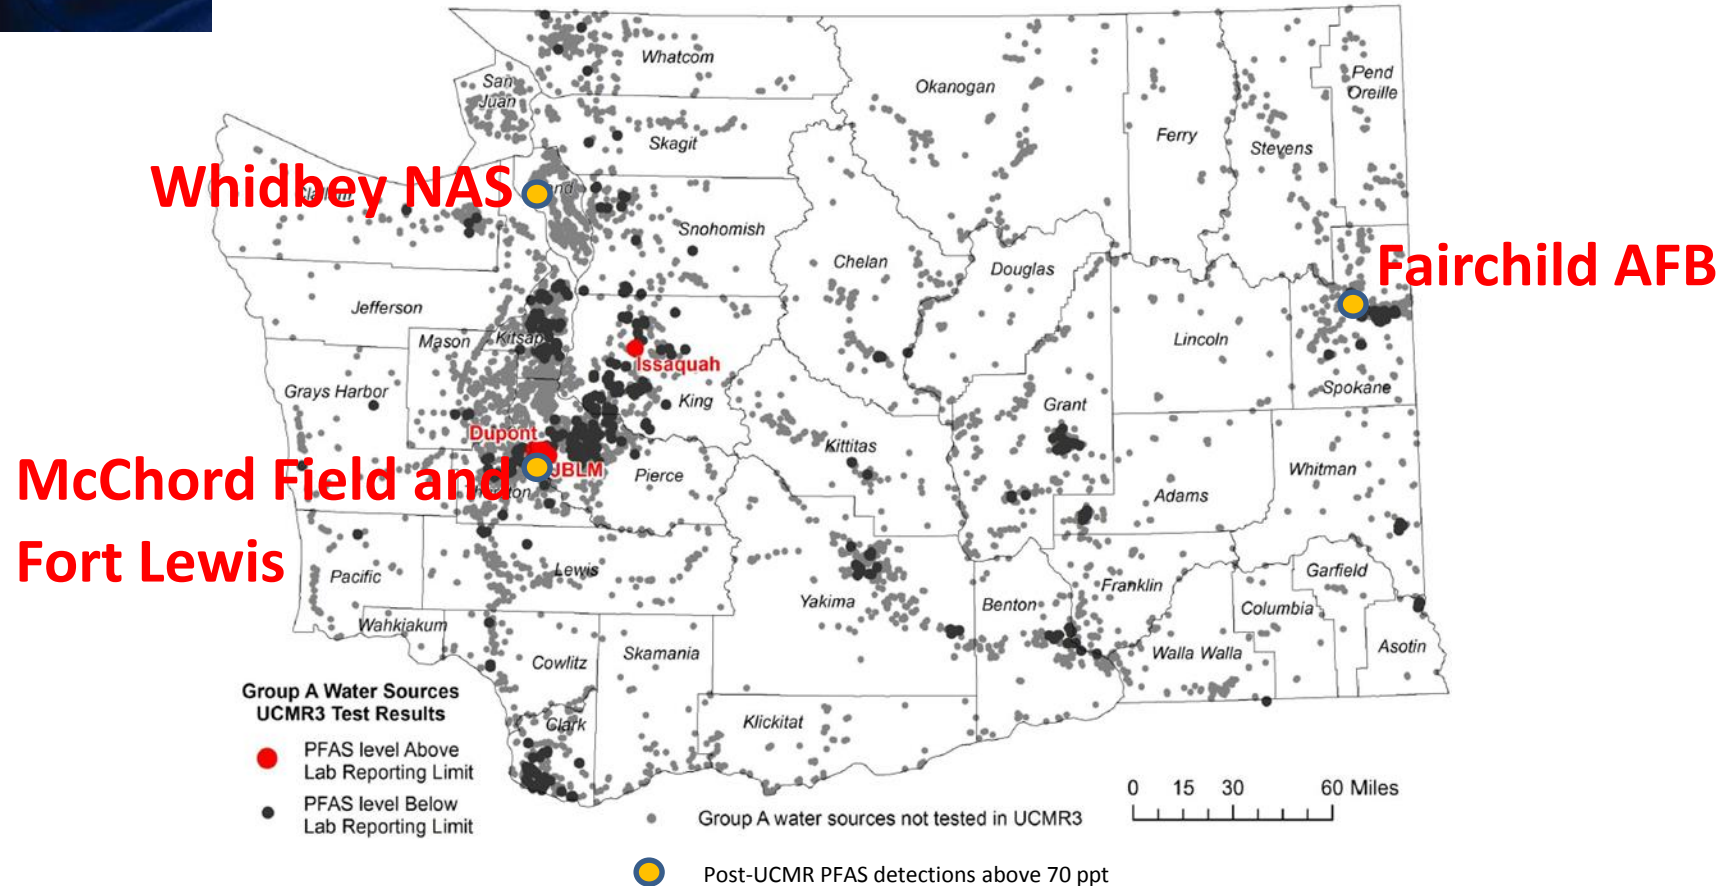 Whatcom
San
Juan
Okanogan
Pend
Oreille
Ferry
Skagit
Stevens
Whidbey NAS
Clallam
Snohomish
Fairchild AFB
Chelan
Douglas
Jefferson
Mason
Kitsap
Lincoln
Issaquah
Grays Harbor
King
Spokane
Grant
Dupont
Kittitas
JBLM
Pierce
Whitman
McChord Field and
Fort Lewis
Thurston
Adams
Lewis
Pacific
Garfield
Franklin
Yakima
Benton
Columbia
Wahkiakum
Asotin
Walla Walla
Skamania
Cowlitz
Group A Water Sources
UCMR3 Test Results
Clark
Klickitat
PFAS level Above
Lab Reporting Limit
PFAS level Below
Lab Reporting Limit
Group A water sources not tested in UCMR3
0 15 30 60 Miles
Post-UCMR PFAS detections above 70 ppt